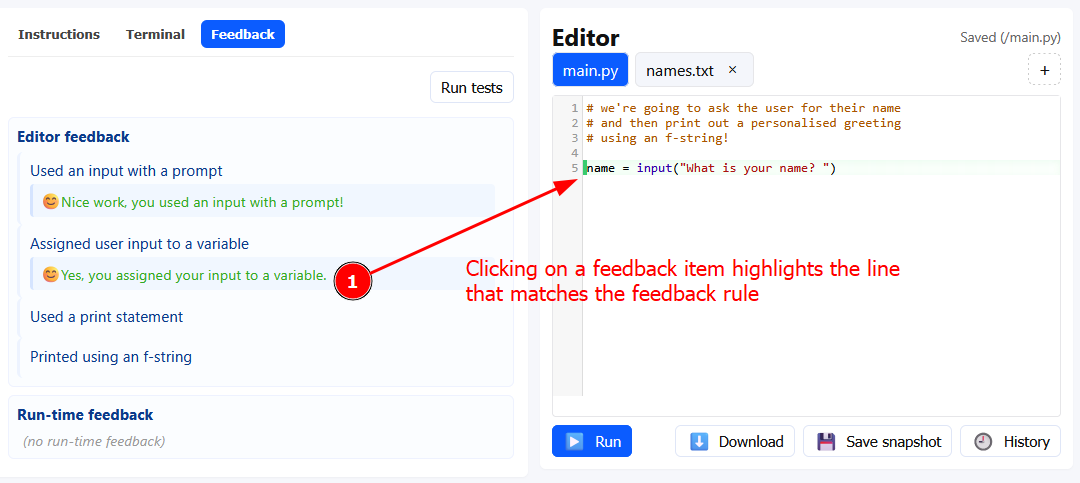 Instructions Terminal Feedback
Run tests
Editor feedback
Used an input with a prompt
😊 Nice work, you used an input with a prompt!
Assigned user input to a variable
😊 Yes, you assigned your input to a variable.
Used a print statement
Printed using an f-string
Run-time feedback
(no run-time feedback)
Editor Saved (/main.py)
main.py names.txt × +
1 # we're going to ask the user for their name
2 # and then print out a personalised greeting
3 # using an f-string!
4
5 name = input("What is your name? ")
1
Clicking on a feedback item highlights the line
that matches the feedback rule
Run Download Save snapshot History